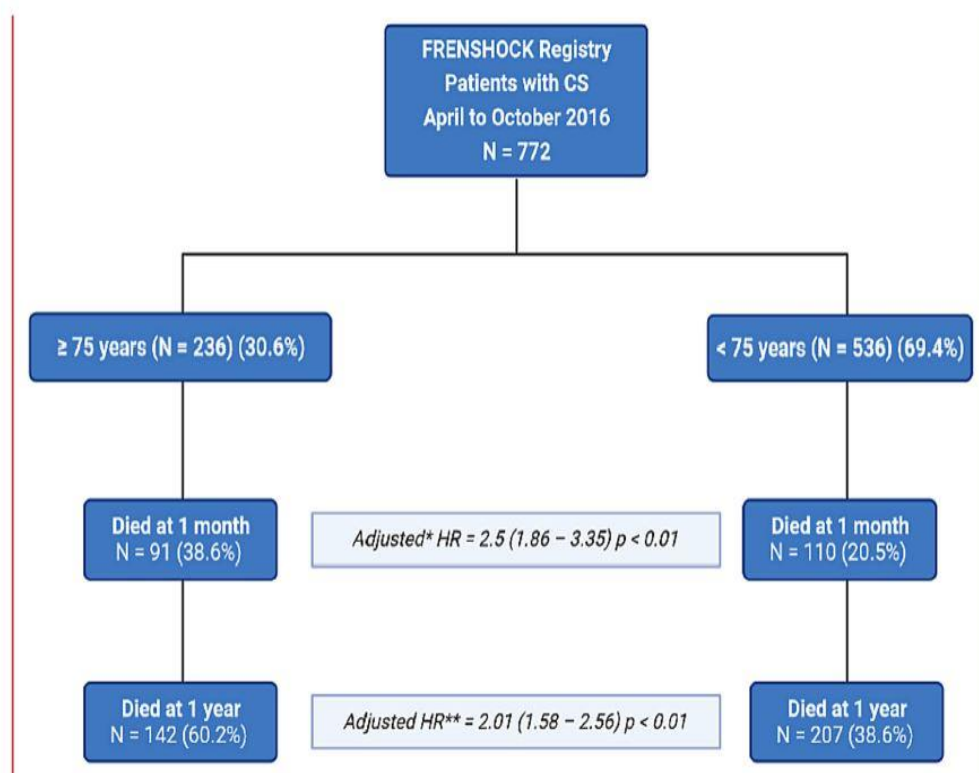 FRENSHOCK Registry
Patients with CS
April to October 2016
N = 772
≥ 75 years (N = 236) (30.6%)
< 75 years (N = 536) (69.4%)
Died at 1 month
N = 91 (38.6%)
Adjusted* HR = 2.5 (1.86 – 3.35) p < 0.01
Died at 1 month
N = 110 (20.5%)
Died at 1 year
N = 142 (60.2%)
Adjusted HR** = 2.01 (1.58 – 2.56) p < 0.01
Died at 1 year
N = 207 (38.6%)